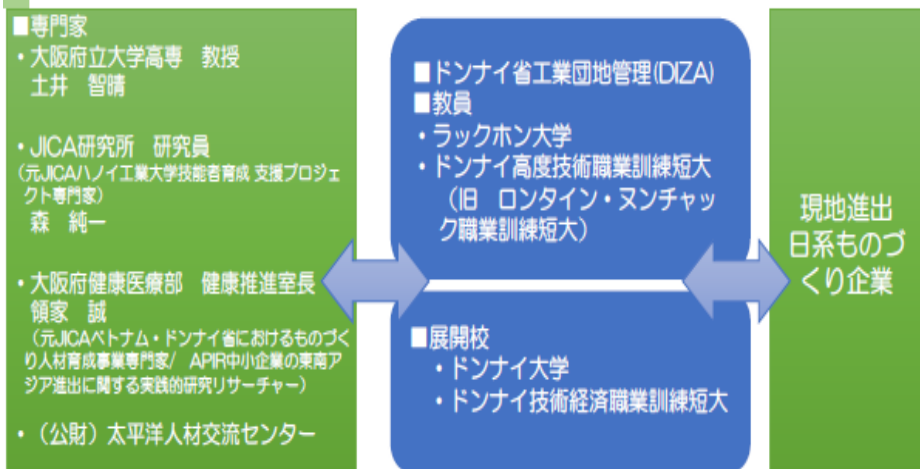 ■専門家
・大阪府立大学高専　教授
土井　智晴
・JICA研究所　研究員
（元JICAハノイ工業大学技能者育成 支援プロジェ
クト専門家）
森　純一
・大阪府健康医療部　健康推進室長
領家　誠
（元JICAベトナム・ドンナイ省におけるものづく
り人材育成事業専門家/　APIR中小企業の東南ア
ジア進出に関する実践的研究リサーチャー）
・（公財）太平洋人材交流センター
■ドンナイ省工業団地管理(DIZA)
■教員
・ラックホン大学
・ドンナイ高度技術職業訓練短大
（旧　ロンタイン・ヌンチャッ
ク職業訓練短大）
■展開校
・ドンナイ大学
・ドンナイ技術経済職業訓練短大
現地進出
日系ものづ
くり企業